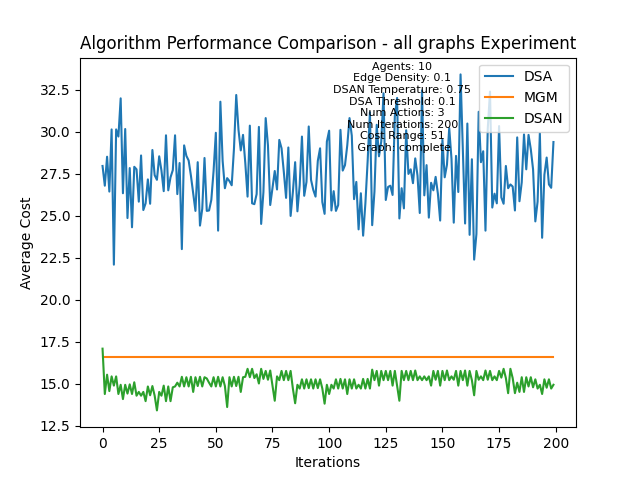 Algorithm Performance Comparison - all graphs Experiment
Agents: 10
Edge Density: 0.1
DSAN Temperature: 0.75
DSA Threshold: 0.1
Num Actions: 3
Num Iterations: 200
Cost Range: 51
Graph: complete
DSA
MGM
DSAN
Average Cost
32.5
30.0
27.5
25.0
22.5
20.0
17.5
15.0
12.5
0
25
50
75
100
125
150
175
200
Iterations